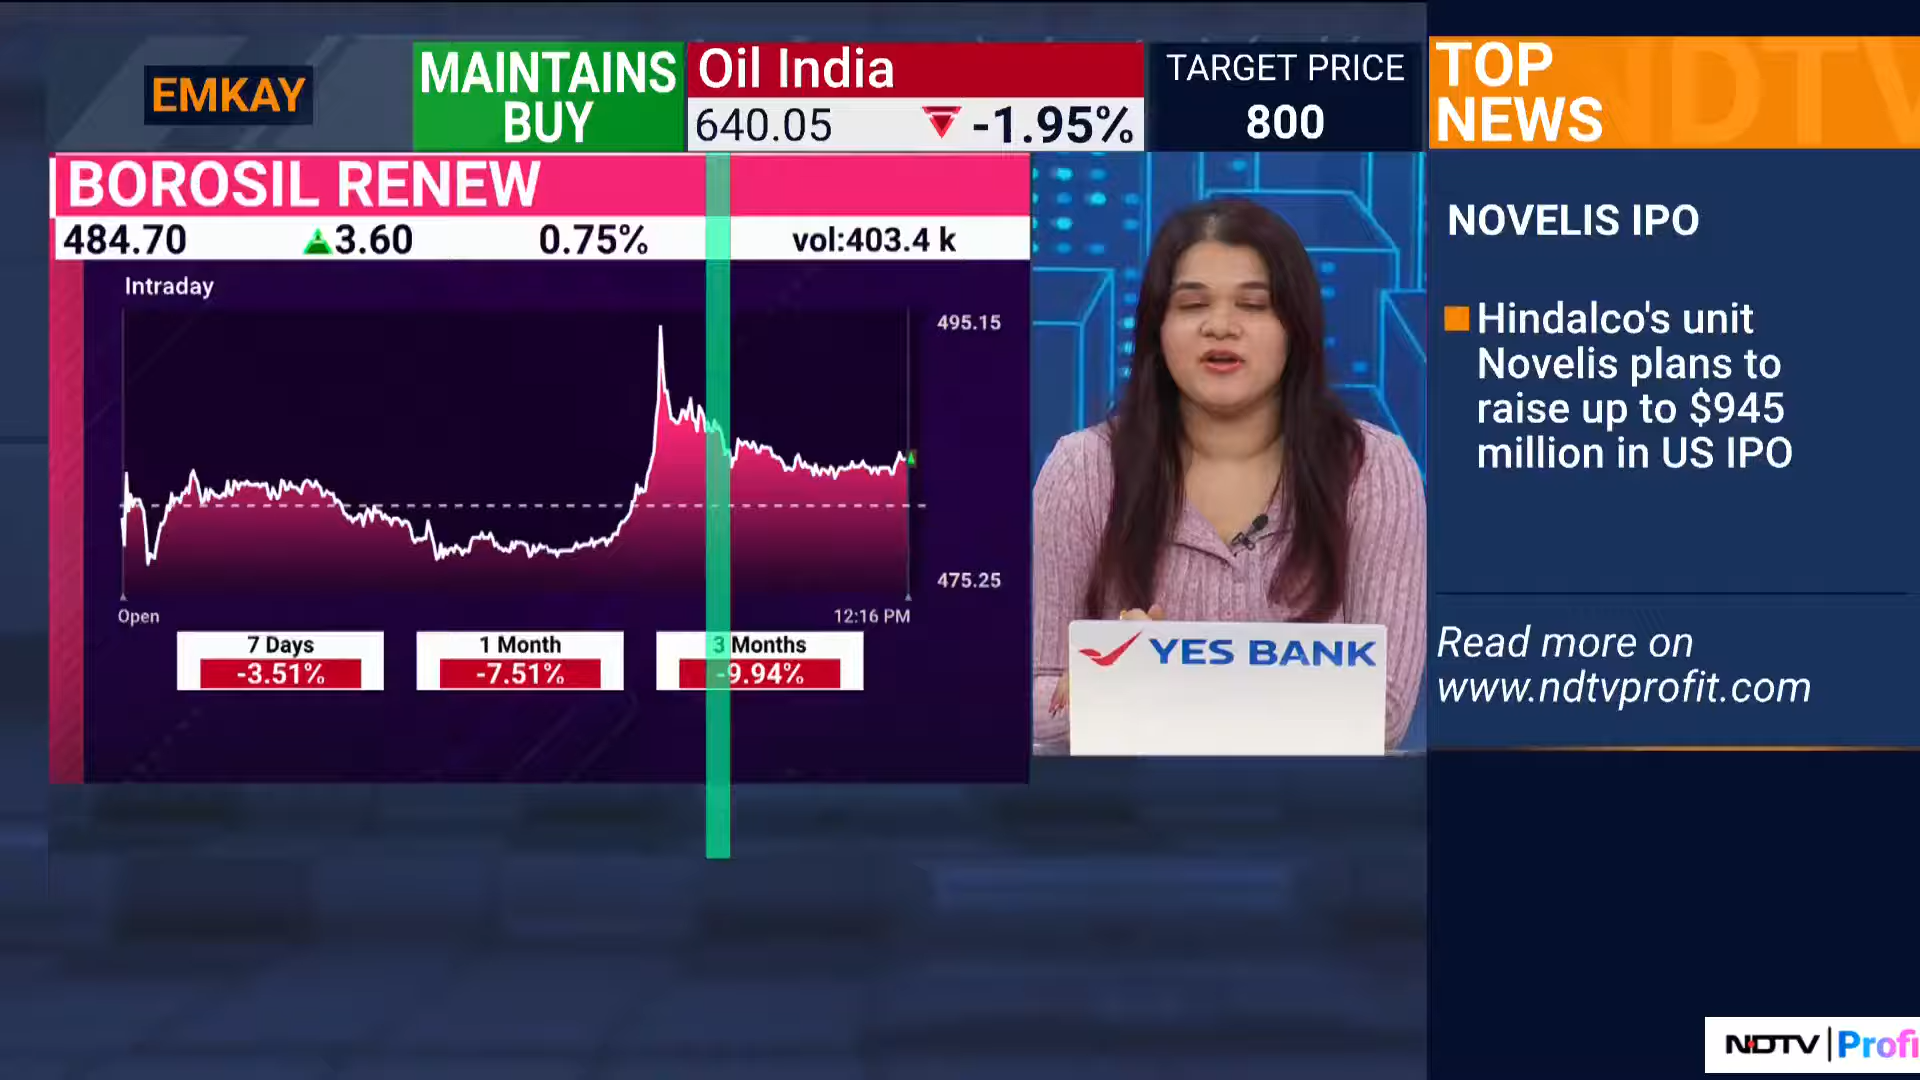 EMKAY
MAINTAINS
BUY
Oil India
640.05 -1.95%
TARGET PRICE
800
TOP
NEWS
BOROSIL RENEW
484.70 3.60 0.75% vol:403.4 k
Intraday
495.15
475.25
Open 12:16 PM
7 Days 1 Month 3 Months
-3.51% -7.51% -9.94%
YES BANK
NOVELIS IPO
Hindalco's unit
Novelis plans to
raise up to $945
million in US IPO
Read more on
www.ndtvprofit.com
NDTV Profi